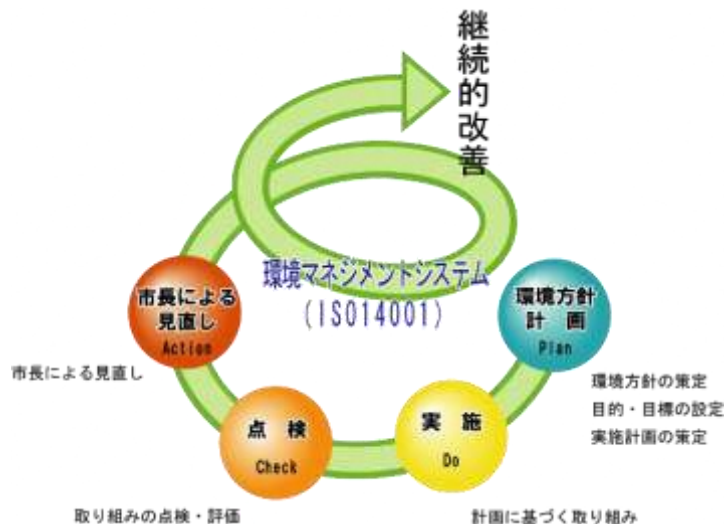 継続的改善
環境マネジメントシステム
(ISO14001)
市長による
見直し
Action
市長による見直し
環境方針
計　画
Plan
環境方針の策定
目的・目標の設定
実施計画の策定
点　検
Check
取り組みの点検・評価
実　施
Do
計画に基づく取り組み